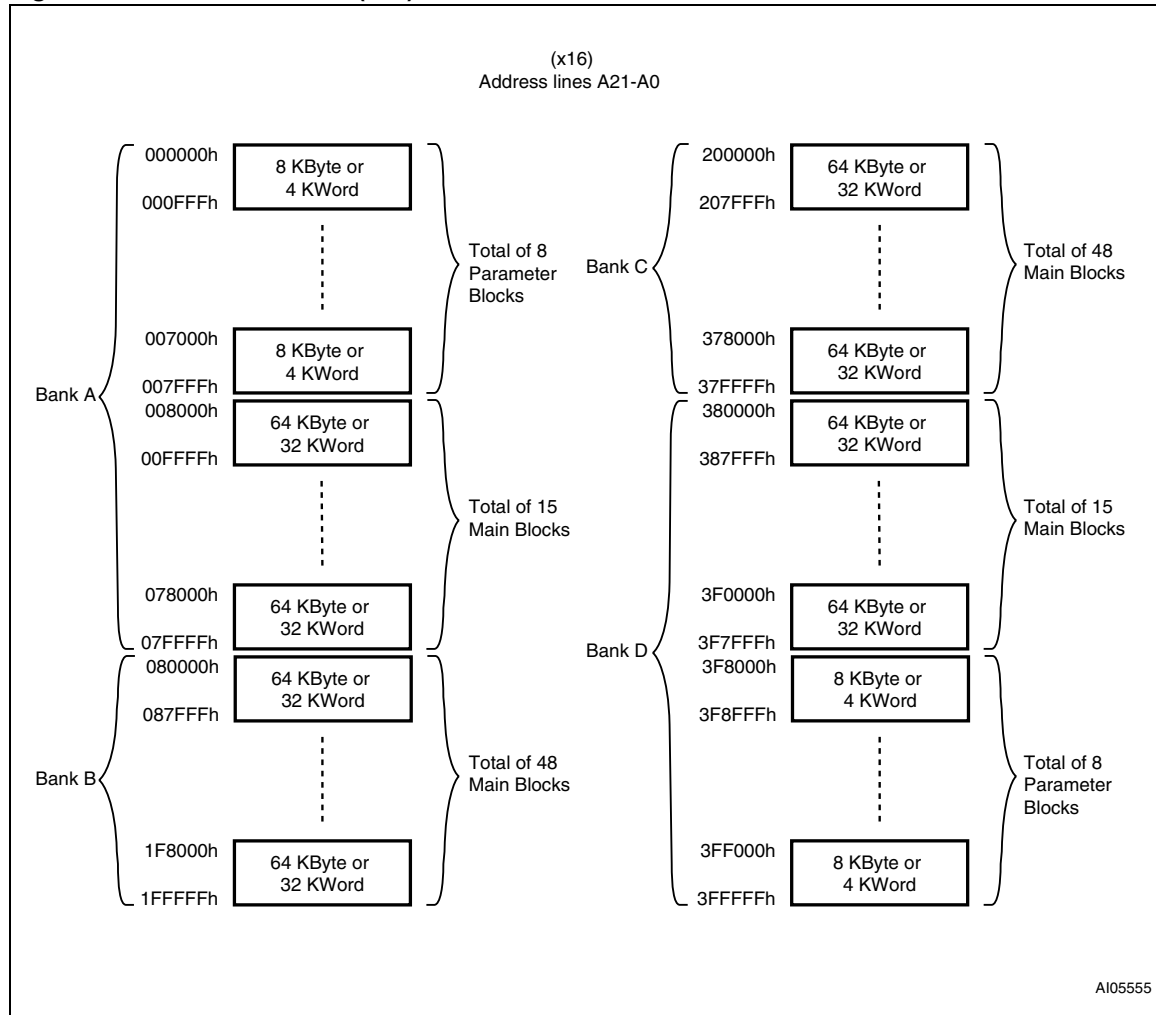 (x16)
Address lines A21-A0
Bank A
000000h
8 KByte or
4 KWord
000FFFh
Total of 8
Parameter
Blocks
007000h
8 KByte or
4 KWord
007FFFh
008000h
64 KByte or
32 KWord
00FFFFh
Total of 15
Main Blocks
078000h
64 KByte or
32 KWord
07FFFFh
Bank B
080000h
64 KByte or
32 KWord
087FFFh
Total of 48
Main Blocks
1F8000h
64 KByte or
32 KWord
1FFFFFh
Bank C
200000h
64 KByte or
32 KWord
207FFFh
Total of 48
Main Blocks
378000h
64 KByte or
32 KWord
37FFFFh
Bank D
380000h
64 KByte or
32 KWord
387FFFh
Total of 15
Main Blocks
3F0000h
64 KByte or
32 KWord
3F7FFFh
3F8000h
8 KByte or
4 KWord
3F8FFFh
Total of 8
Parameter
Blocks
3FF000h
8 KByte or
4 KWord
3FFFFFh
AI05555